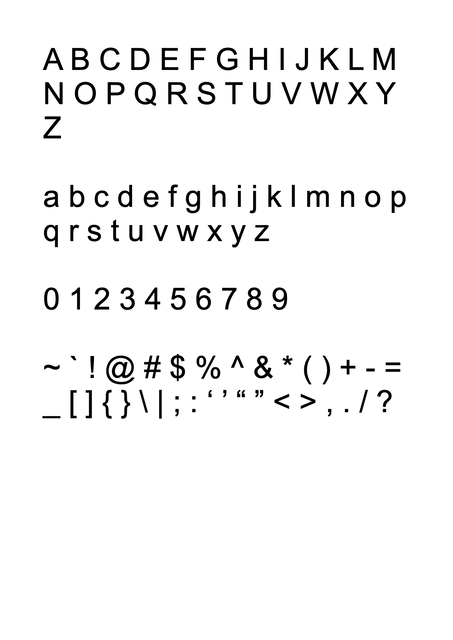 A B C D E F G H I J K L M
N O P Q R S T U V W X Y
Z
a b c d e f g h i j k l m n o p
q r s t u v w x y z
0 1 2 3 4 5 6 7 8 9
~ ` ! @ # $ % ^ & * ( ) + - =
_ [ ] { } \ | ; : ‘ ’ “ ” < > , . / ?